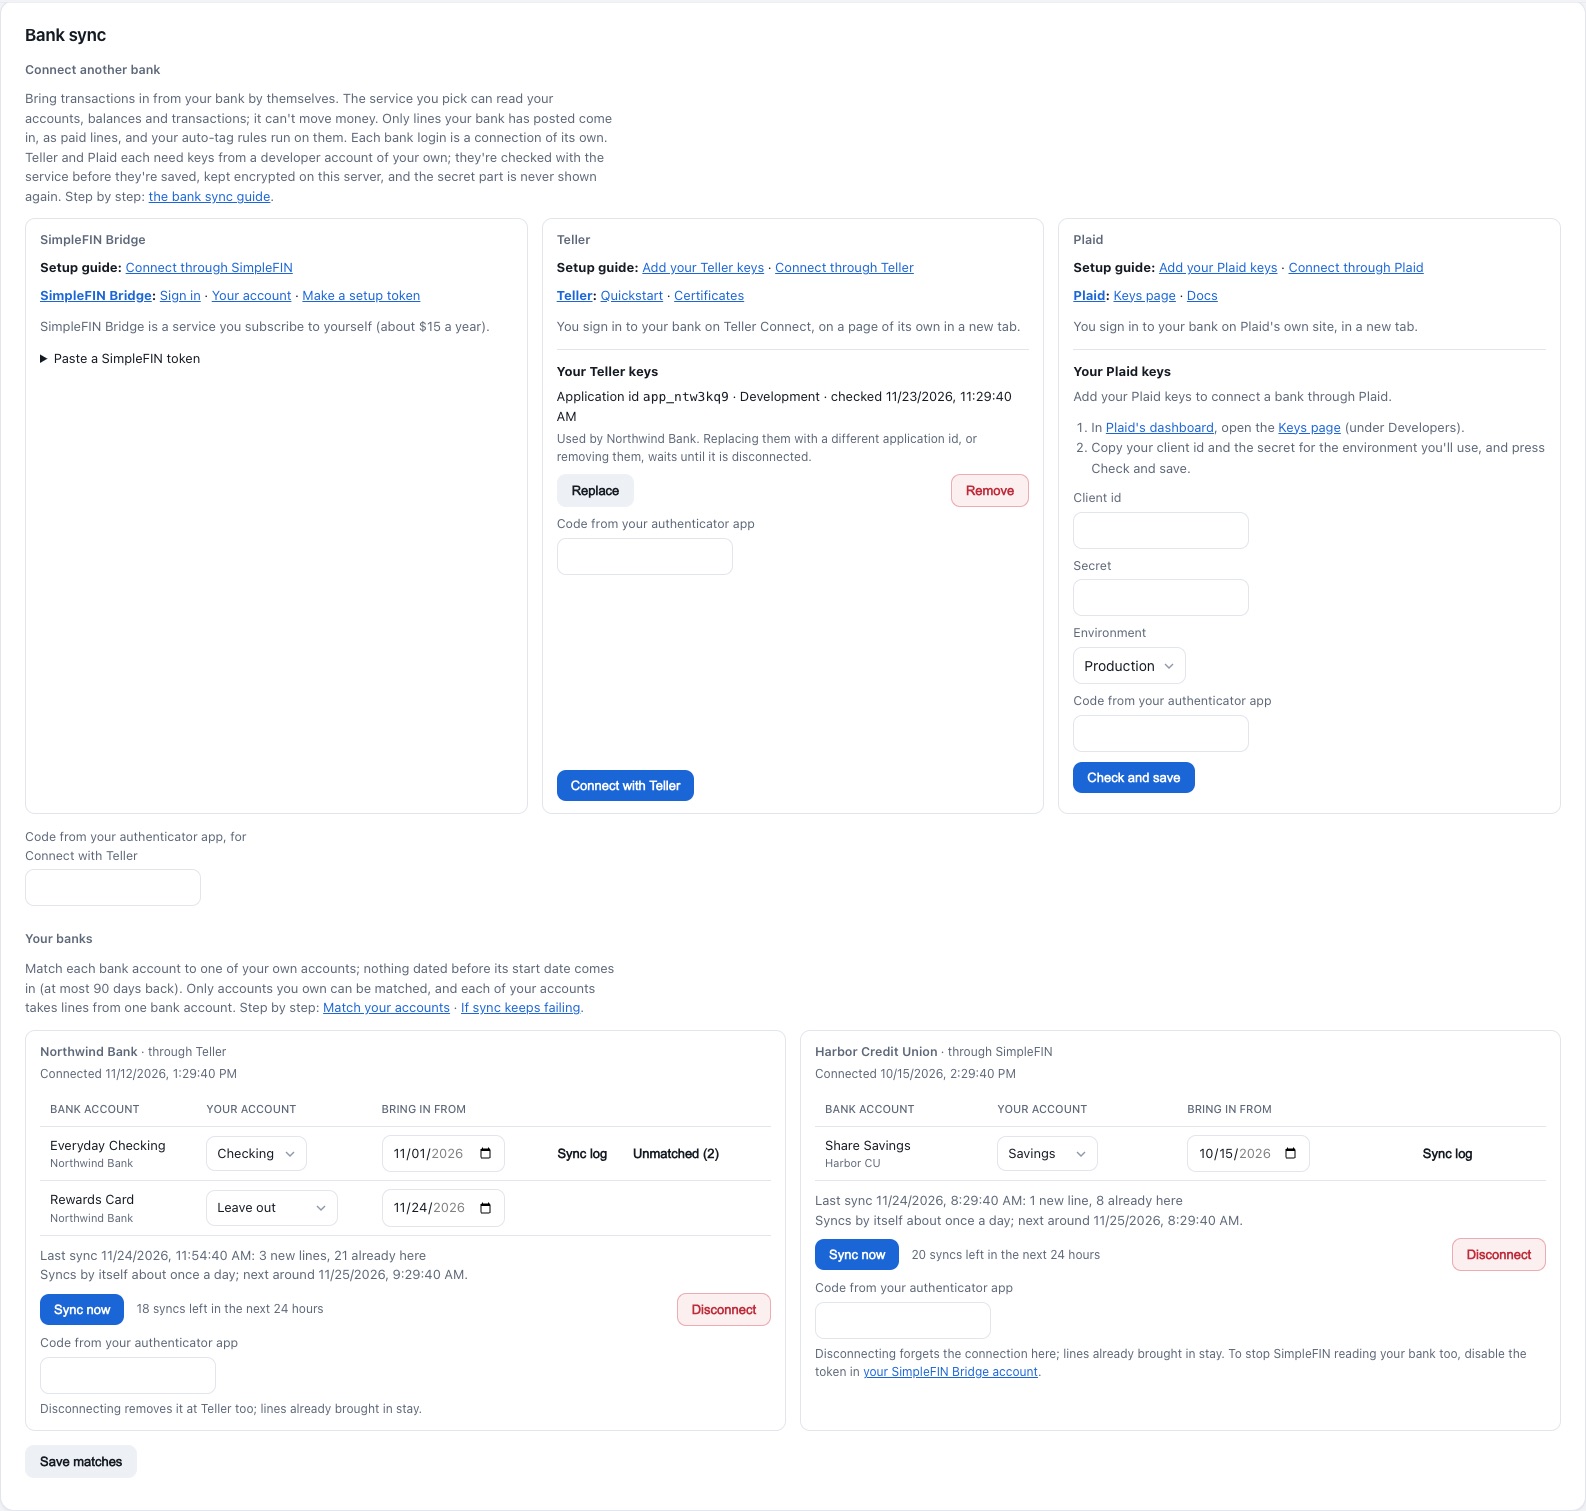 Bank sync
Connect another bank
Bring transactions in from your bank by themselves. The service you pick can read your
accounts, balances and transactions; it can't move money. Only lines your bank has posted come
in, as paid lines, and your auto-tag rules run on them. Each bank login is a connection of its own.
Teller and Plaid each need keys from a developer account of your own; they're checked with the
service before they're saved, kept encrypted on this server, and the secret part is never shown
again. Step by step: the bank sync guide.
SimpleFIN Bridge
Setup guide: Connect through SimpleFIN
SimpleFIN Bridge: Sign in · Your account · Make a setup token
SimpleFIN Bridge is a service you subscribe to yourself (about $15 a year).
Paste a SimpleFIN token
Teller
Setup guide: Add your Teller keys · Connect through Teller
Teller: Quickstart · Certificates
You sign in to your bank on Teller Connect, on a page of its own in a new tab.
Your Teller keys
Application id app_ntw3kq9 · Development · checked 11/23/2026, 11:29:40
AM
Used by Northwind Bank. Replacing them with a different application id, or
removing them, waits until it is disconnected.
Replace
Remove
Code from your authenticator app
Connect with Teller
Plaid
Setup guide: Add your Plaid keys · Connect through Plaid
Plaid: Keys page · Docs
You sign in to your bank on Plaid's own site, in a new tab.
Your Plaid keys
Add your Plaid keys to connect a bank through Plaid.
1. In Plaid's dashboard, open the Keys page (under Developers).
2. Copy your client id and the secret for the environment you'll use, and press
Check and save.
Client id
Secret
Environment
Production
Code from your authenticator app
Check and save
Code from your authenticator app, for
Connect with Teller
Your banks
Match each bank account to one of your own accounts; nothing dated before its start date comes
in (at most 90 days back). Only accounts you own can be matched, and each of your accounts
takes lines from one bank account. Step by step: Match your accounts · If sync keeps failing.
Northwind Bank · through Teller
Connected 11/12/2026, 1:29:40 PM
BANK ACCOUNT YOUR ACCOUNT BRING IN FROM
Everyday Checking Checking 11/01/2026 Sync log Unmatched (2)
Northwind Bank
Rewards Card Leave out 11/24/2026
Northwind Bank
Last sync 11/24/2026, 11:54:40 AM: 3 new lines, 21 already here
Syncs by itself about once a day; next around 11/25/2026, 9:29:40 AM.
Sync now 18 syncs left in the next 24 hours Disconnect
Code from your authenticator app
Disconnecting removes it at Teller too; lines already brought in stay.
Harbor Credit Union · through SimpleFIN
Connected 10/15/2026, 2:29:40 PM
BANK ACCOUNT YOUR ACCOUNT BRING IN FROM
Share Savings Savings 10/15/2026 Sync log
Harbor CU
Last sync 11/24/2026, 8:29:40 AM: 1 new line, 8 already here
Syncs by itself about once a day; next around 11/25/2026, 8:29:40 AM.
Sync now 20 syncs left in the next 24 hours Disconnect
Code from your authenticator app
Disconnecting forgets the connection here; lines already brought in stay. To stop SimpleFIN reading your bank too, disable the
token in your SimpleFIN Bridge account.
Save matches